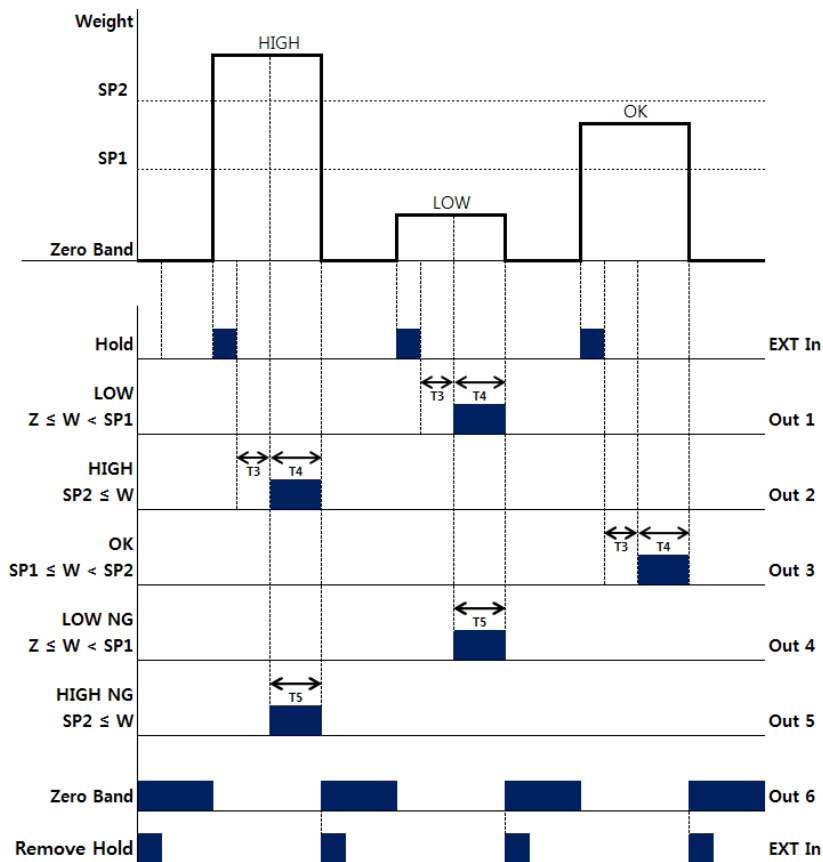 Weight
HIGH
SP2
OK
SP1
LOW
Zero Band
Hold
EXT In
LOW
T3
T4
Z ≤ W < SP1
Out 1
HIGH
T3
T4
SP2 ≤ W
Out 2
OK
T3
T4
SP1 ≤ W < SP2
Out 3
LOW NG
T5
Z ≤ W < SP1
Out 4
HIGH NG
T5
SP2 ≤ W
Out 5
Zero Band
Out 6
Remove Hold
EXT In